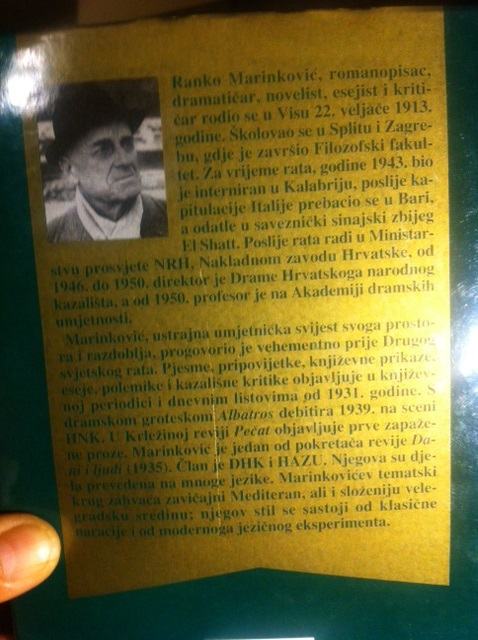 Ranko Marinković, romanopisac,
dramatičar, novelist, esejist i kriti-
čar rodio se u Visu 22. veljače 1913.
godine. Školovao se u Splitu i Zagre-
bu, gdje je završio Filozofski fakul-
tet. Za vrijeme rata, godine 1943. bio
je interniran u Kalabriju, poslije ka-
pitulacije Italije prebacio se u Bari,
a odatle u saveznički sinajski zbijeg
El Shatt. Poslije rata radi u Ministar-
stvu prosvjete NRH, Nakladnom zavodu Hrvatske, od
1946. do 1950. direktor je Drame Hrvatskoga narodnog
kazališta, a od 1950. profesor je na Akademiji dramskih
umjetnosti.
Marinković, ustrajna umjetnička svijest svoga prosto-
ra i razdoblja, progovorio je vehementno prije Drugog
svjetskog rata. Pjesme, pripovijetke, književne prikaze,
eseje, polemike i kazališne kritike objavljuje u književ-
noj periodici i dnevnim listovima od 1931. godine. S
dramskom groteskom Albatros debitira 1939. na sceni
HNK. U Krležinoj reviji Pečat objavljuje prve zapaže-
ne proze. Marinković je jedan od pokretača revije Da-
ni i ljudi (1935). Član je DHK i HAZU. Njegova su dje-
la prevedena na mnoge jezike. Marinkovićev tematski
krug zahvaća zavičajni Mediteran, ali i složeniju vele-
gradsku sredinu; njegov stil se sastoji od klasične
naracije i od modernoga jezičnog eksperimenta.